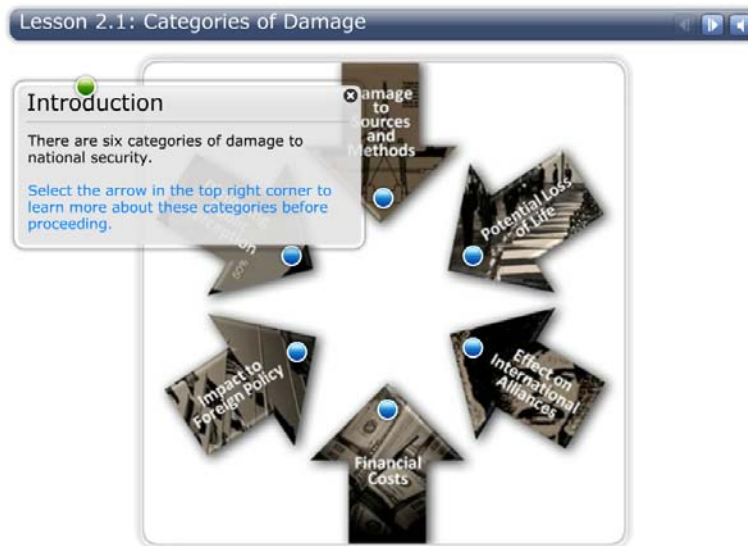 Lesson 2.1: Categories of Damage
Introduction
There are six categories of damage to
national security.
Select the arrow in the top right corner to
learn more about these categories before
proceeding.
Damage
to
Sources
and
Methods
Potential Loss
of Life
Effect on
International
Alliances
Financial
Costs
Impact to
Foreign Policy